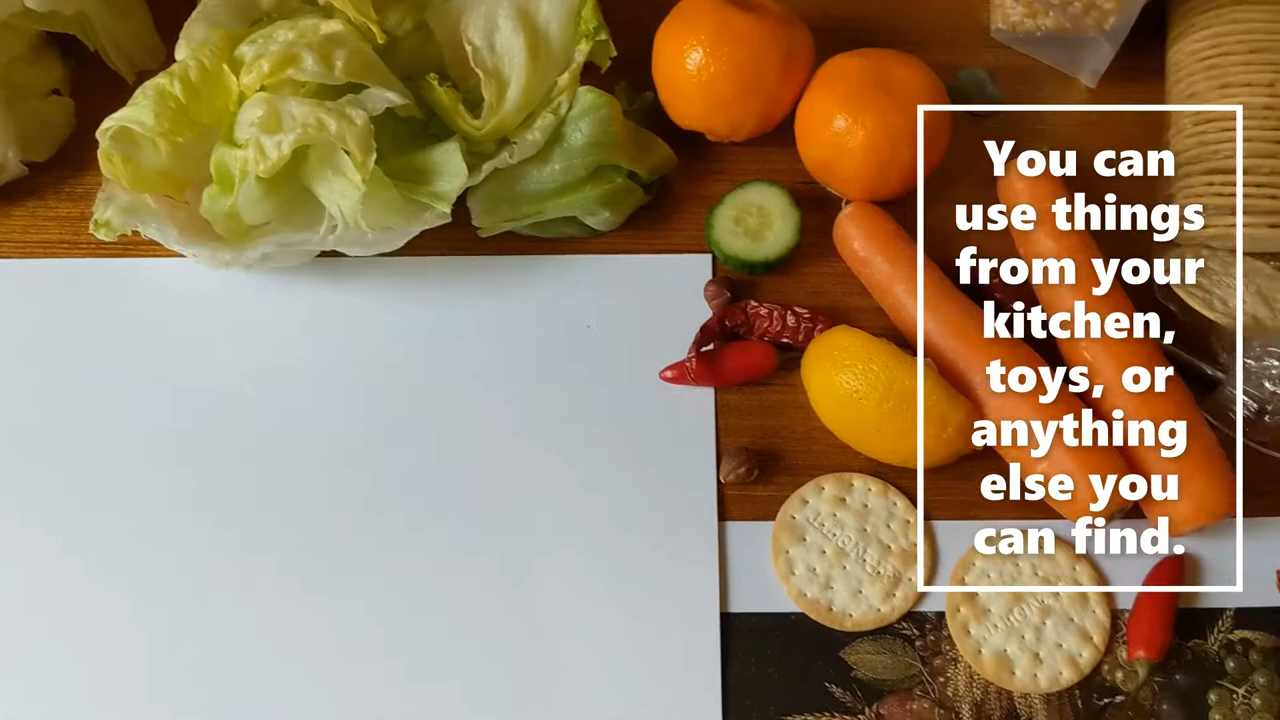 You can
use things
from your
kitchen,
toys, or
anything
else you
can find.